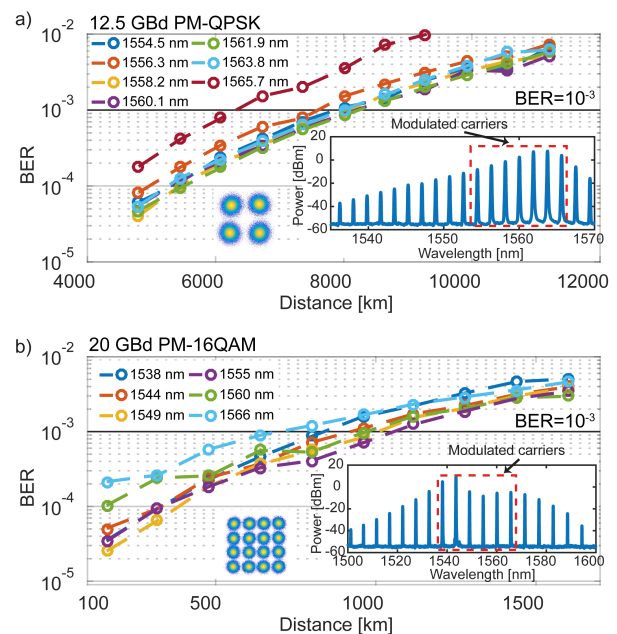 a) 12.5 GBd PM-QPSK
10^-2
10^-3
10^-4
10^-5
BER
1554.5 nm
1556.3 nm
1558.2 nm
1560.1 nm
1561.9 nm
1563.8 nm
1565.7 nm
BER=10^-3
Modulated carriers
Power [dBm]
20
0
-20
-40
-60
1540 1550 1560 1570
Wavelength [nm]
4000 6000 8000 10000 12000
Distance [km]
b) 20 GBd PM-16QAM
10^-2
10^-3
10^-4
10^-5
BER
1538 nm
1544 nm
1549 nm
1555 nm
1560 nm
1566 nm
BER=10^-3
Modulated carriers
Power [dBm]
20
0
-20
-40
-60
1500 1520 1540 1560 1580 1600
Wavelength [nm]
100 500 1000 1500
Distance [km]